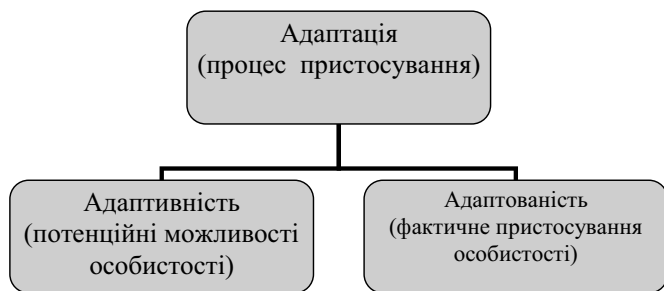 Адаптація
(процес пристосування)
Адаптивність
(потенційні можливості
особистості)
Адаптованість
(фактичне пристосування
особистості)